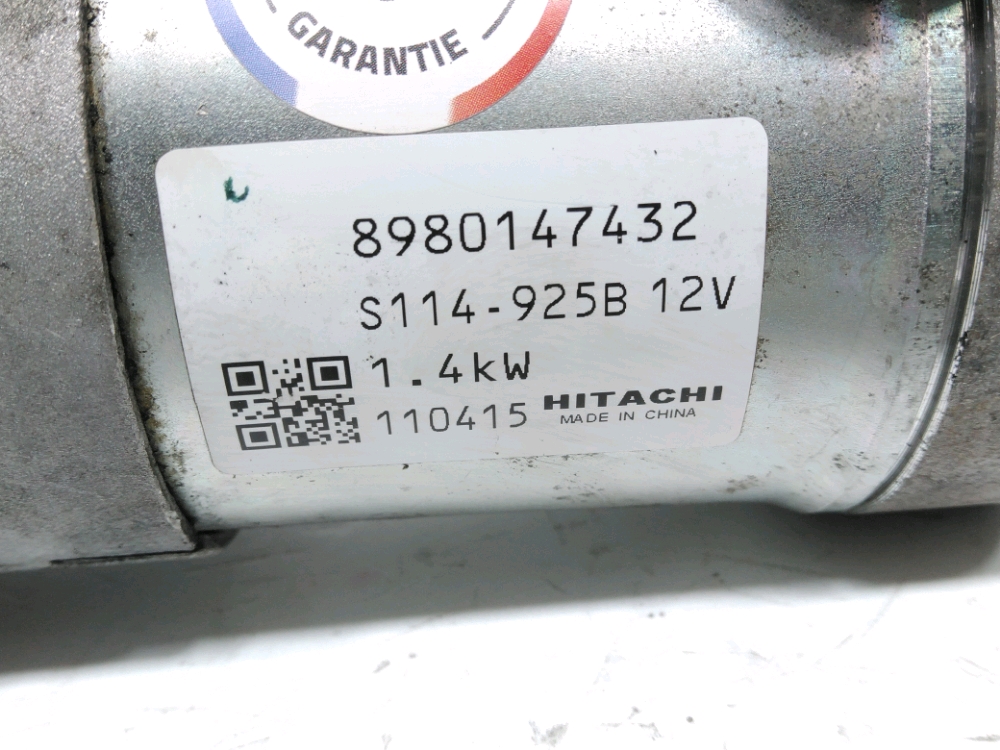 GARANTIE
8980147432
S114-925B 12V
1.4kW
110415 HITACHI
MADE IN CHINA